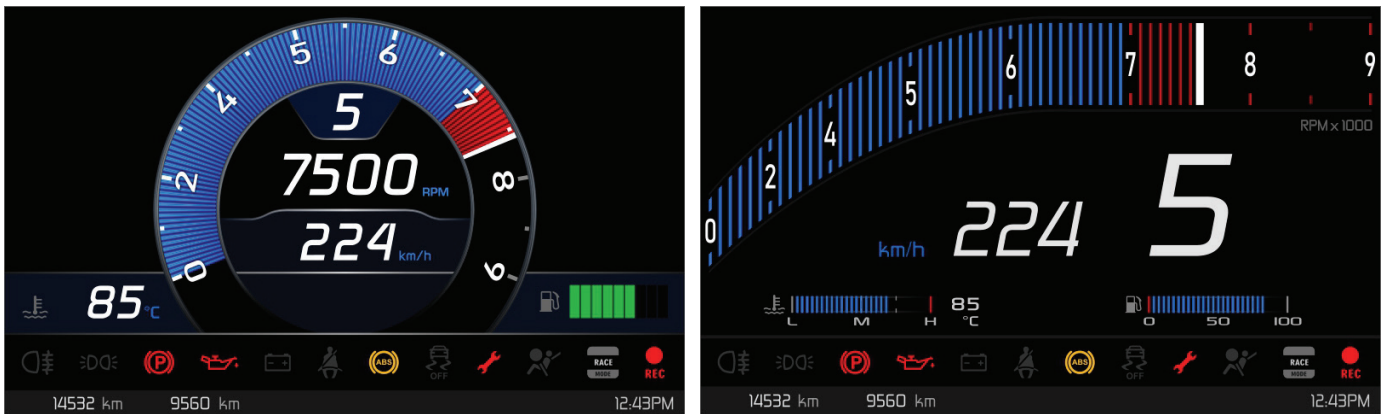 5 6
4 7
5
7500 RPM
2 8
224 km/h
0 9
85 °C
P ABS OFF RACE MODE REC
14532 km 9560 km 12:43PM
0 2 4 5 6 7 8 9
RPM x 1000
km/h 224 5
85 °C
L M H
0 50 100
P ABS OFF RACE MODE REC
14532 km 9560 km 12:43PM